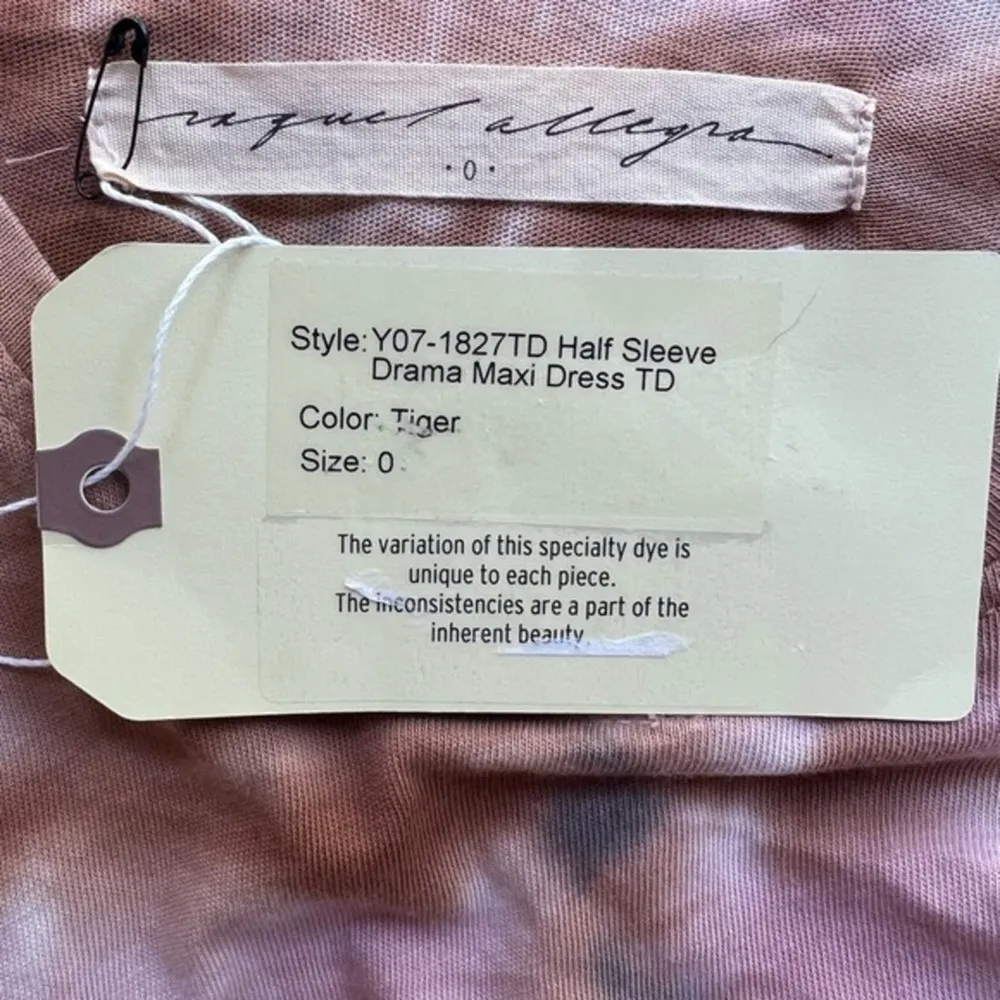 raquel allegra
·0·
Style: Y07-1827TD Half Sleeve
Drama Maxi Dress TD
Color: Tiger
Size: 0
The variation of this specialty dye is
unique to each piece.
The inconsistencies are a part of the
inherent beauty.